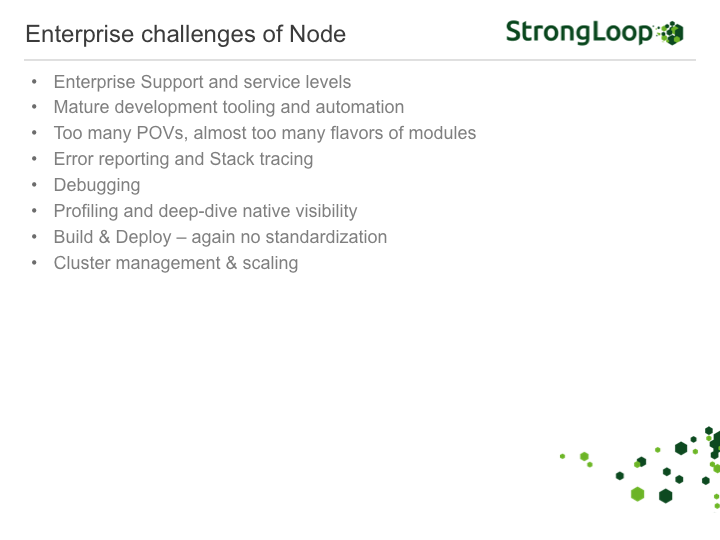 Enterprise challenges of Node
StrongLoop
• Enterprise Support and service levels
• Mature development tooling and automation
• Too many POVs, almost too many flavors of modules
• Error reporting and Stack tracing
• Debugging
• Profiling and deep-dive native visibility
• Build & Deploy – again no standardization
• Cluster management & scaling